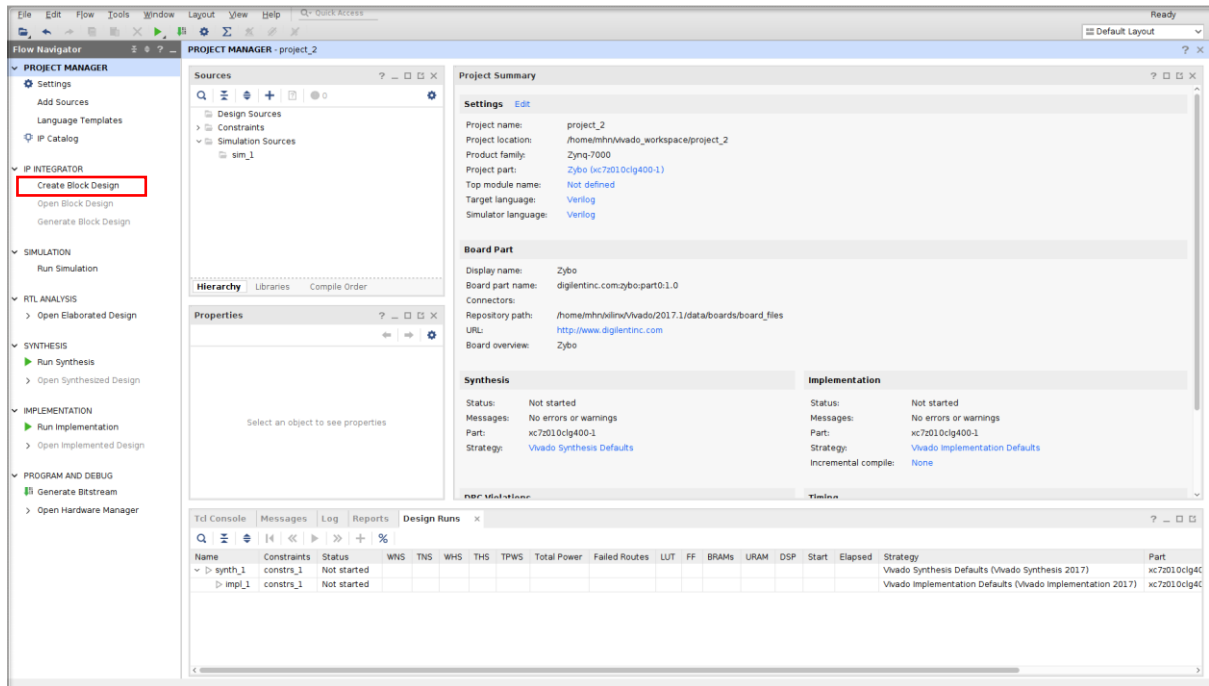 File Edit Flow Tools Window Layout View Help Quick Access Ready
Default Layout
Flow Navigator ? PROJECT MANAGER - project_2 ?
PROJECT MANAGER
Settings
Add Sources
Language Templates
IP Catalog
IP INTEGRATOR
Create Block Design
Open Block Design
Generate Block Design
SIMULATION
Run Simulation
RTL ANALYSIS
Open Elaborated Design
SYNTHESIS
Run Synthesis
Open Synthesized Design
IMPLEMENTATION
Run Implementation
Open Implemented Design
PROGRAM AND DEBUG
Generate Bitstream
Open Hardware Manager
Sources ?
0
Design Sources
Constraints
Simulation Sources
sim_1
Hierarchy Libraries Compile Order
Properties ?
Select an object to see properties
Project Summary ?
Settings Edit
Project name: project_2
Project location: /home/mhn/vivado_workspace/project_2
Product family: Zynq-7000
Project part: Zybo (xc7z010clg400-1)
Top module name: Not defined
Target language: Verilog
Simulator language: Verilog
Board Part
Display name: Zybo
Board part name: digilentinc.com:zybo:part0:1.0
Connectors:
Repository path: /home/mhn/xilinx/Vivado/2017.1/data/boards/board_files
URL: http://www.digilentinc.com
Board overview: Zybo
Synthesis
Status: Not started
Messages: No errors or warnings
Part: xc7z010clg400-1
Strategy: Vivado Synthesis Defaults
Implementation
Status: Not started
Messages: No errors or warnings
Part: xc7z010clg400-1
Strategy: Vivado Implementation Defaults
Incremental compile: None
DRC Violations Timing
Tcl Console Messages Log Reports Design Runs × ?
Name Constraints Status WNS TNS WHS THS TPWS Total Power Failed Routes LUT FF BRAMs URAM DSP Start Elapsed Strategy Part
synth_1 constrs_1 Not started Vivado Synthesis Defaults (Vivado Synthesis 2017) xc7z010clg40
impl_1 constrs_1 Not started Vivado Implementation Defaults (Vivado Implementation 2017) xc7z010clg40